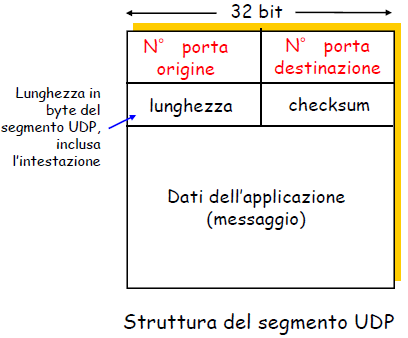 32 bit
N° porta
origine
N° porta
destinazione
Lunghezza in
byte del
segmento UDP,
inclusa
l'intestazione
lunghezza
checksum
Dati dell'applicazione
(messaggio)
Struttura del segmento UDP